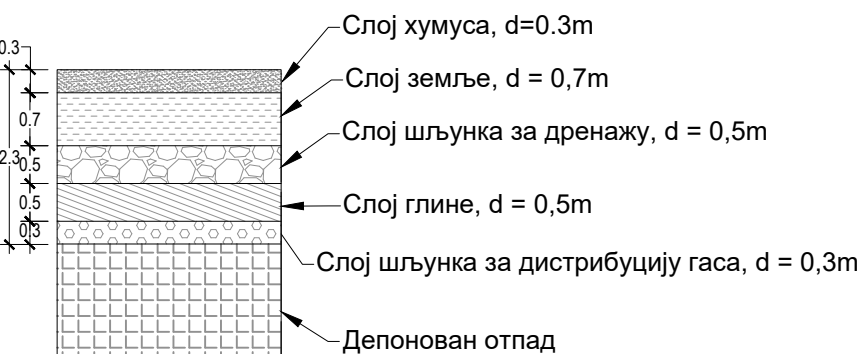 Слој хумуса, d=0.3m
0.3
Слој земље, d = 0,7m
0.7
Слој шљунка за дренажу, d = 0,5m
2.3
0.5
0.5
Слој глине, d = 0,5m
0.3
Слој шљунка за дистрибуцију гаса, d = 0,3m
Депонован отпад